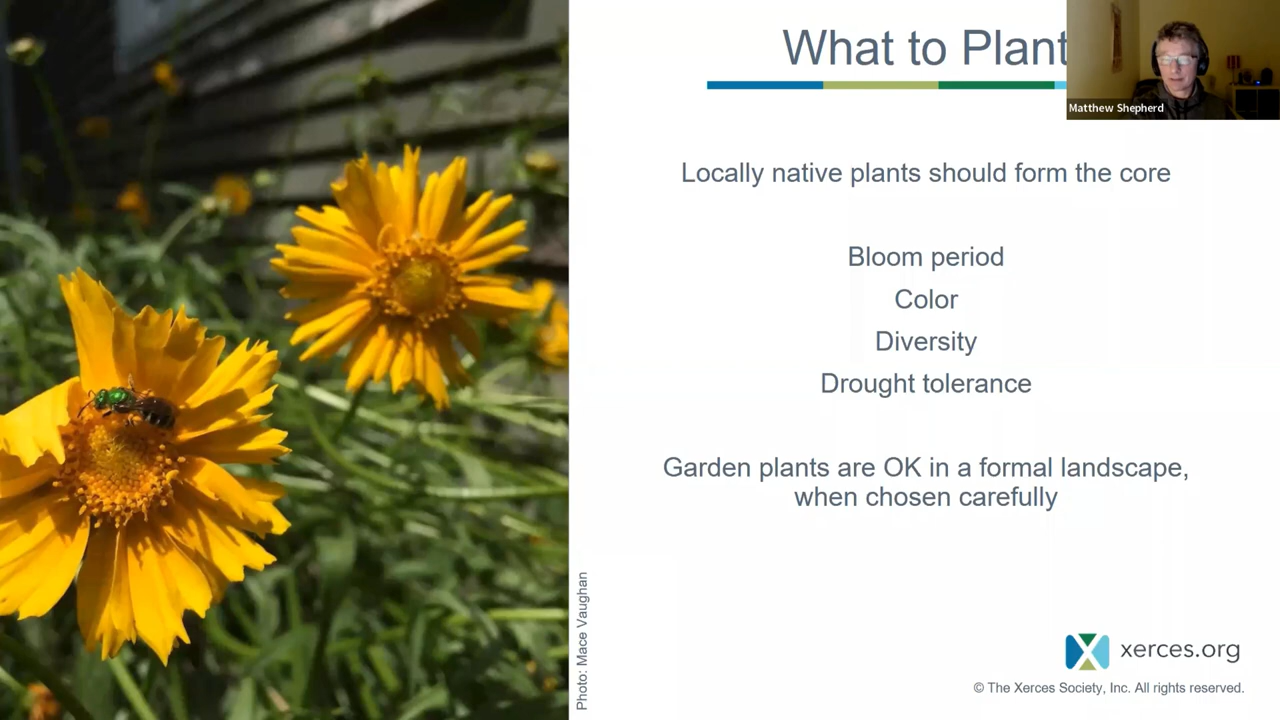 What to Plant
Matthew Shepherd
Locally native plants should form the core
Bloom period
Color
Diversity
Drought tolerance
Garden plants are OK in a formal landscape,
when chosen carefully
Photo: Mace Vaughan
xerces.org
© The Xerces Society, Inc. All rights reserved.